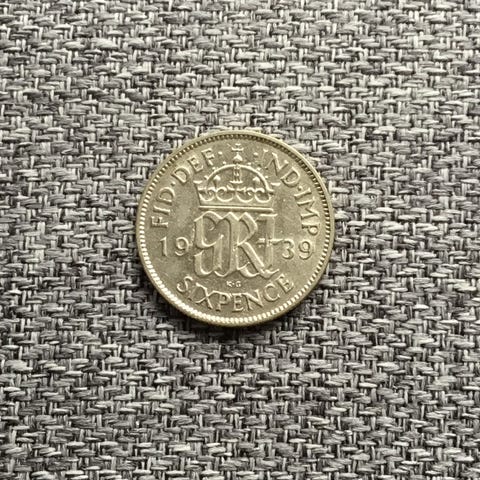 FID·DEF·IND·IMP
19 GRI 39
K·G
SIXPENCE